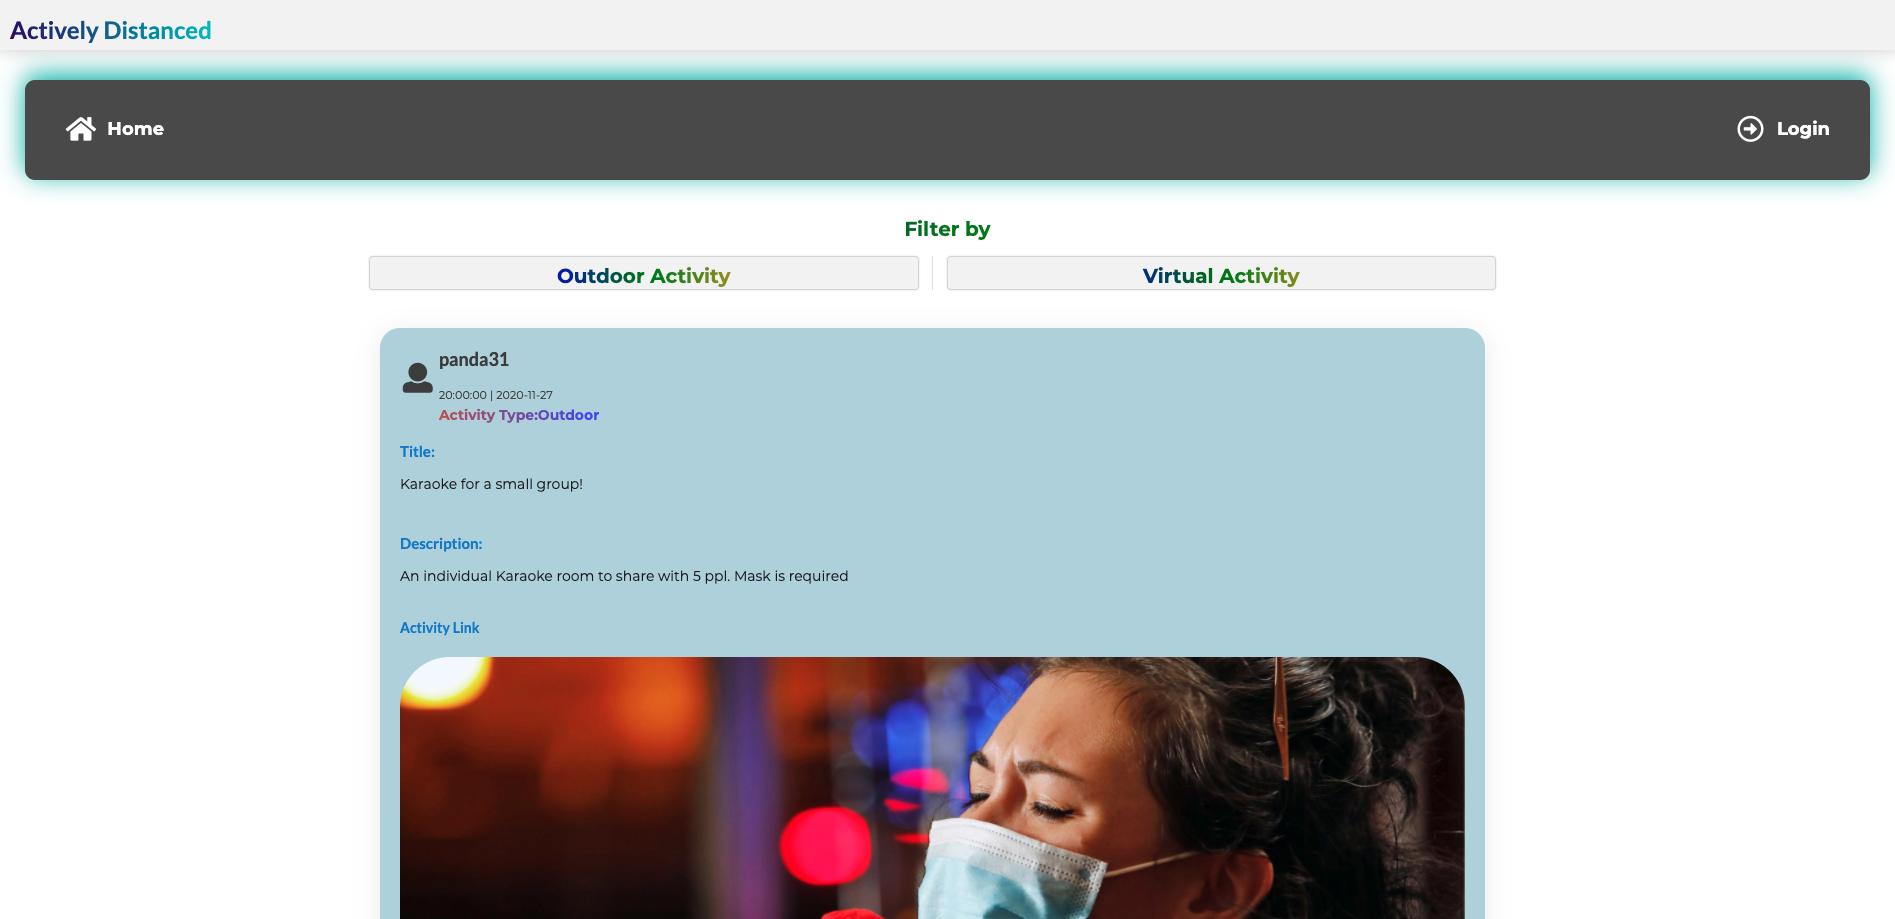 Actively Distanced
Home
Login
Filter by
Outdoor Activity
Virtual Activity
panda31
20:00:00 | 2020-11-27
Activity Type:Outdoor
Title:
Karaoke for a small group!
Description:
An individual Karaoke room to share with 5 ppl. Mask is required
Activity Link